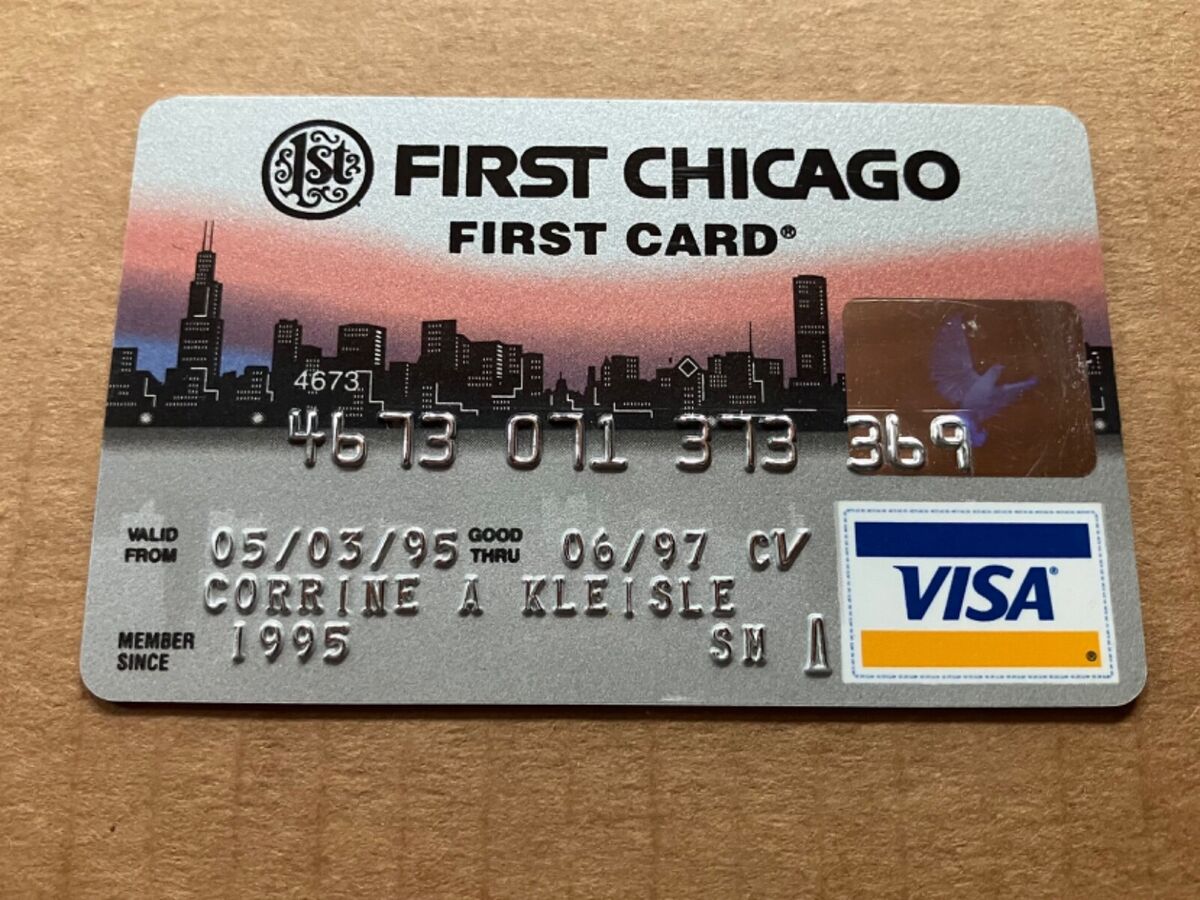 1st FIRST CHICAGO
FIRST CARD®
4673
4673 071 373 369
VALID FROM 05/03/95 GOOD THRU 06/97 CV
CORRINE A KLEISLE
MEMBER SINCE 1995 SM
VISA®